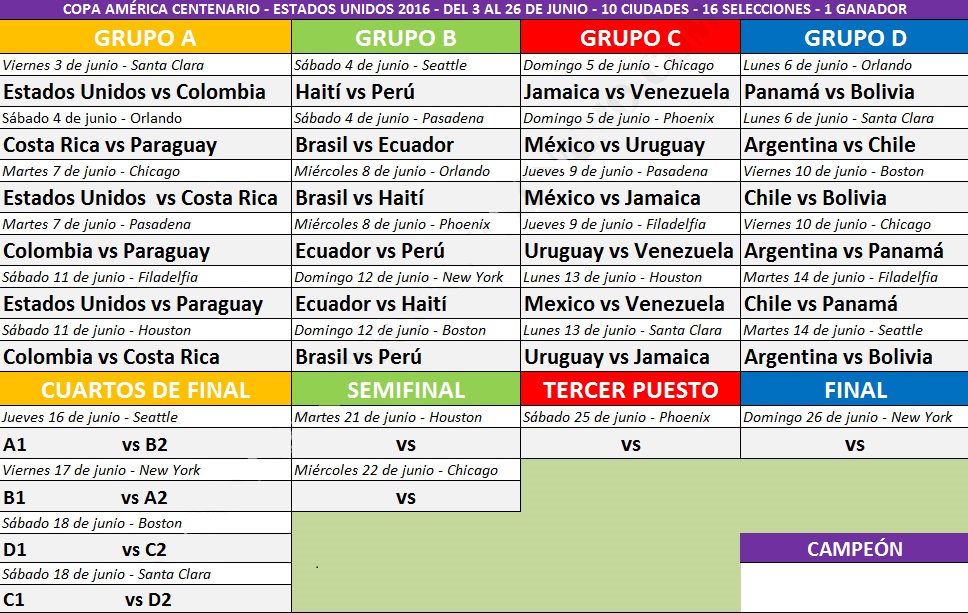 COPA AMÉRICA CENTENARIO - ESTADOS UNIDOS 2016 - DEL 3 AL 26 DE JUNIO - 10 CIUDADES - 16 SELECCIONES - 1 GANADOR
GRUPO A GRUPO B GRUPO C GRUPO D
Viernes 3 de junio - Santa Clara Sábado 4 de junio - Seattle Domingo 5 de junio - Chicago Lunes 6 de junio - Orlando
Estados Unidos vs Colombia Haití vs Perú Jamaica vs Venezuela Panamá vs Bolivia
Sábado 4 de junio - Orlando Sábado 4 de junio - Pasadena Domingo 5 de junio - Phoenix Lunes 6 de junio - Santa Clara
Costa Rica vs Paraguay Brasil vs Ecuador México vs Uruguay Argentina vs Chile
Martes 7 de junio - Chicago Miércoles 8 de junio - Orlando Jueves 9 de junio - Pasadena Viernes 10 de junio - Boston
Estados Unidos vs Costa Rica Brasil vs Haití México vs Jamaica Chile vs Bolivia
Martes 7 de junio - Pasadena Miércoles 8 de junio - Phoenix Jueves 9 de junio - Filadelfia Viernes 10 de junio - Chicago
Colombia vs Paraguay Ecuador vs Perú Uruguay vs Venezuela Argentina vs Panamá
Sábado 11 de junio - Filadelfia Domingo 12 de junio - New York Lunes 13 de junio - Houston Martes 14 de junio - Filadelfia
Estados Unidos vs Paraguay Ecuador vs Haití Mexico vs Venezuela Chile vs Panamá
Sábado 11 de junio - Houston Domingo 12 de junio - Boston Lunes 13 de junio - Santa Clara Martes 14 de junio - Seattle
Colombia vs Costa Rica Brasil vs Perú Uruguay vs Jamaica Argentina vs Bolivia
CUARTOS DE FINAL SEMIFINAL TERCER PUESTO FINAL
Jueves 16 de junio - Seattle Martes 21 de junio - Houston Sábado 25 de junio - Phoenix Domingo 26 de junio - New York
A1 vs B2 vs vs vs
Viernes 17 de junio - New York Miércoles 22 de junio - Chicago
B1 vs A2 vs
Sábado 18 de junio - Boston
D1 vs C2 CAMPEÓN
Sábado 18 de junio - Santa Clara
C1 vs D2